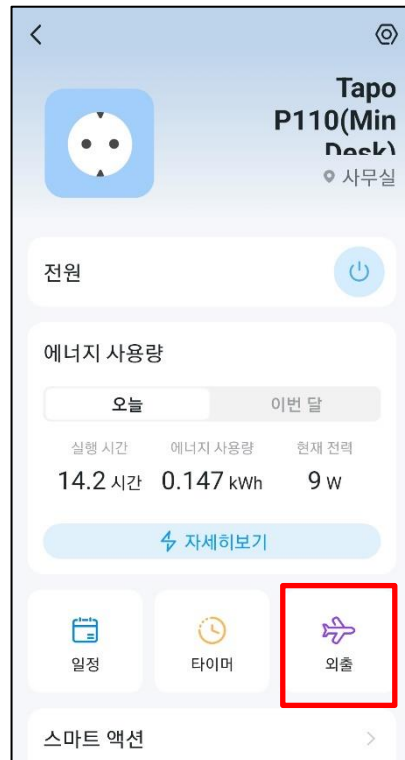 Tapo
P110(Min
Desk)
사무실
전원
에너지 사용량
오늘 이번 달
실행 시간 에너지 사용량 현재 전력
14.2 시간 0.147 kWh 9 W
자세히보기
일정 타이머 외출
스마트 액션